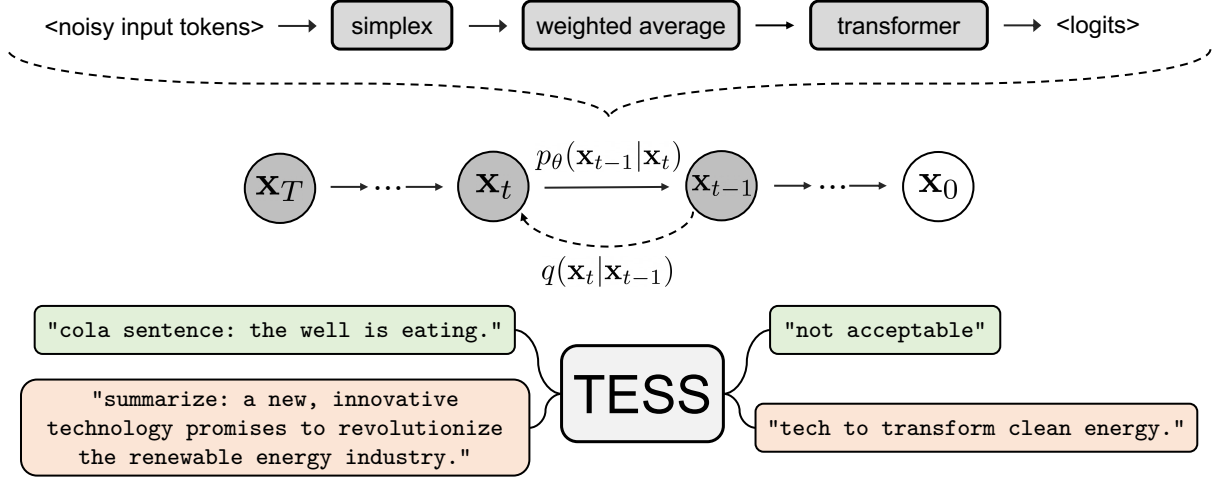 <noisy input tokens> → simplex → weighted average → transformer → <logits>
p_θ(x_{t-1}|x_t)
x_T → ... → x_t → x_{t-1} → ... → x_0
q(x_t|x_{t-1})
"cola sentence: the well is eating."
"not acceptable"
TESS
"summarize: a new, innovative
technology promises to revolutionize
the renewable energy industry."
"tech to transform clean energy."